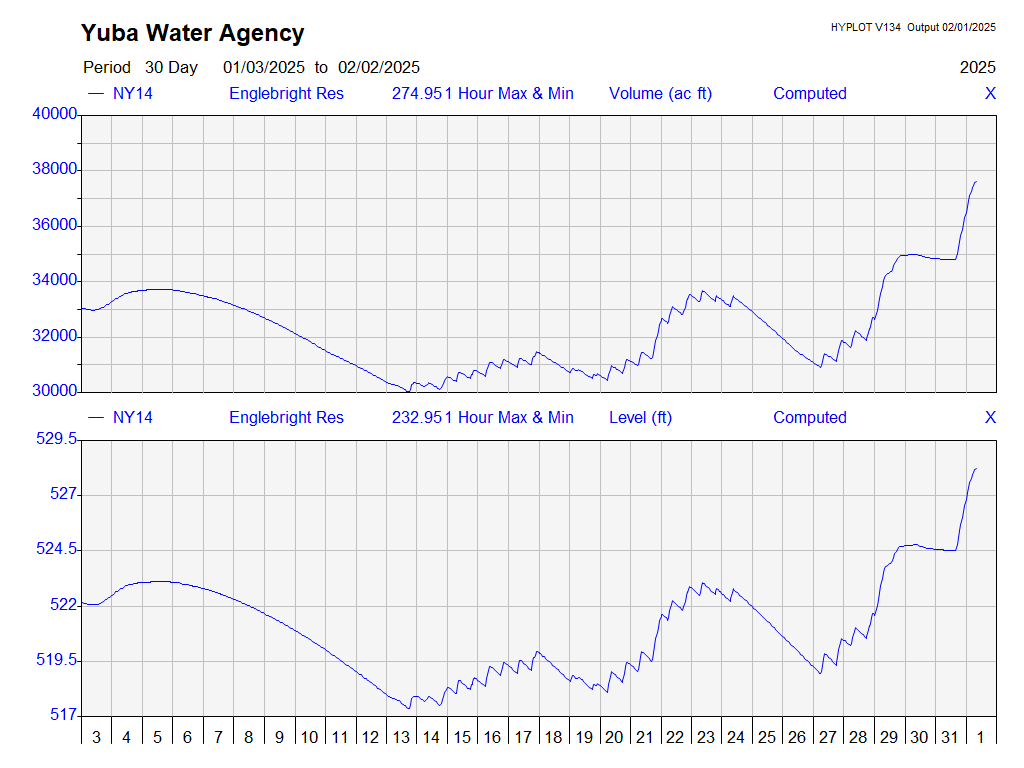 Yuba Water Agency
HYPLOT V134 Output 02/01/2025
Period 30 Day 01/03/2025 to 02/02/2025 2025
NY14 Englebright Res 274.951 Hour Max & Min Volume (ac ft) Computed X
40000
38000
36000
34000
32000
30000
NY14 Englebright Res 232.951 Hour Max & Min Level (ft) Computed X
529.5
527
524.5
522
519.5
517
3 4 5 6 7 8 9 10 11 12 13 14 15 16 17 18 19 20 21 22 23 24 25 26 27 28 29 30 31 1